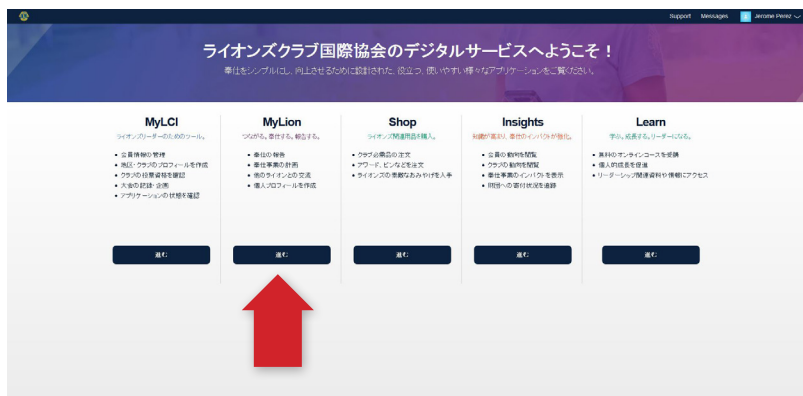 Support Messages Jerome Perez
ライオンズクラブ国際協会のデジタルサービスへようこそ！
奉仕をシンプルにし、向上させるために設計された、役立つ、使いやすい様々なアプリケーションをご覧ください。
MyLCI
ライオンズリーダーのためのツール。
会員情報の管理
地区・クラブのプロフィールを作成
クラブの投票資格を確認
大会の記録・企画
アプリケーションの状態を確認
進む
MyLion
つながる。奉仕する。報告する。
奉仕の報告
奉仕事業の計画
他のライオンとの交流
個人プロフィールを作成
進む
Shop
ライオンズ関連用品を購入。
クラブ必需品の注文
アワード、ピンなどを注文
ライオンズの素敵なおみやげを入手
進む
Insights
知識が高まり、奉仕のインパクトが強化。
会員の動向を閲覧
クラブの動向を閲覧
奉仕事業のインパクトを表示
財団への寄付状況を追跡
進む
Learn
学ぶ。成長する。リーダーになる。
無料のオンラインコースを受講
個人的成長を促進
リーダーシップ関連資料や情報にアクセス
進む